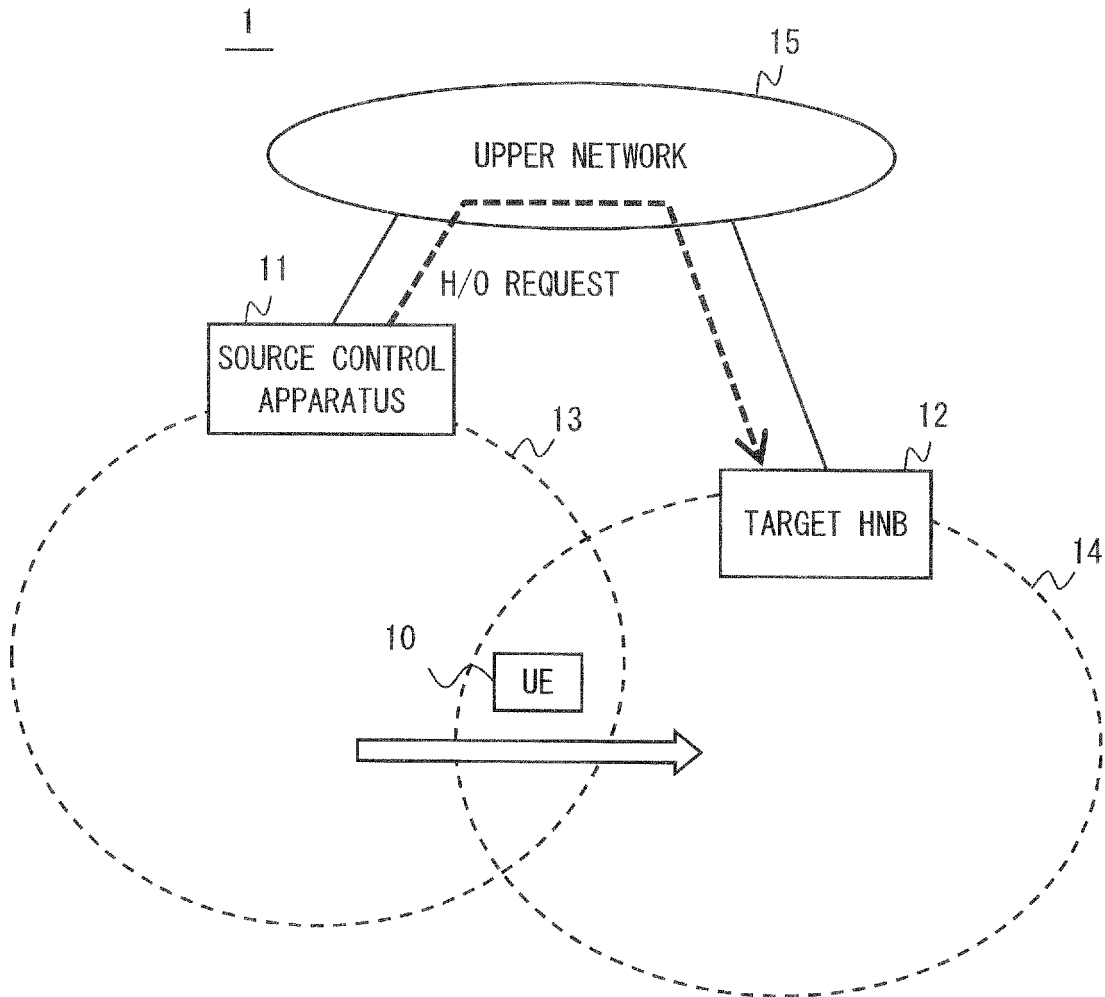 1
15
UPPER NETWORK
11
H/O REQUEST
SOURCE CONTROL
APPARATUS
13
12
TARGET HNB
14
10
UE